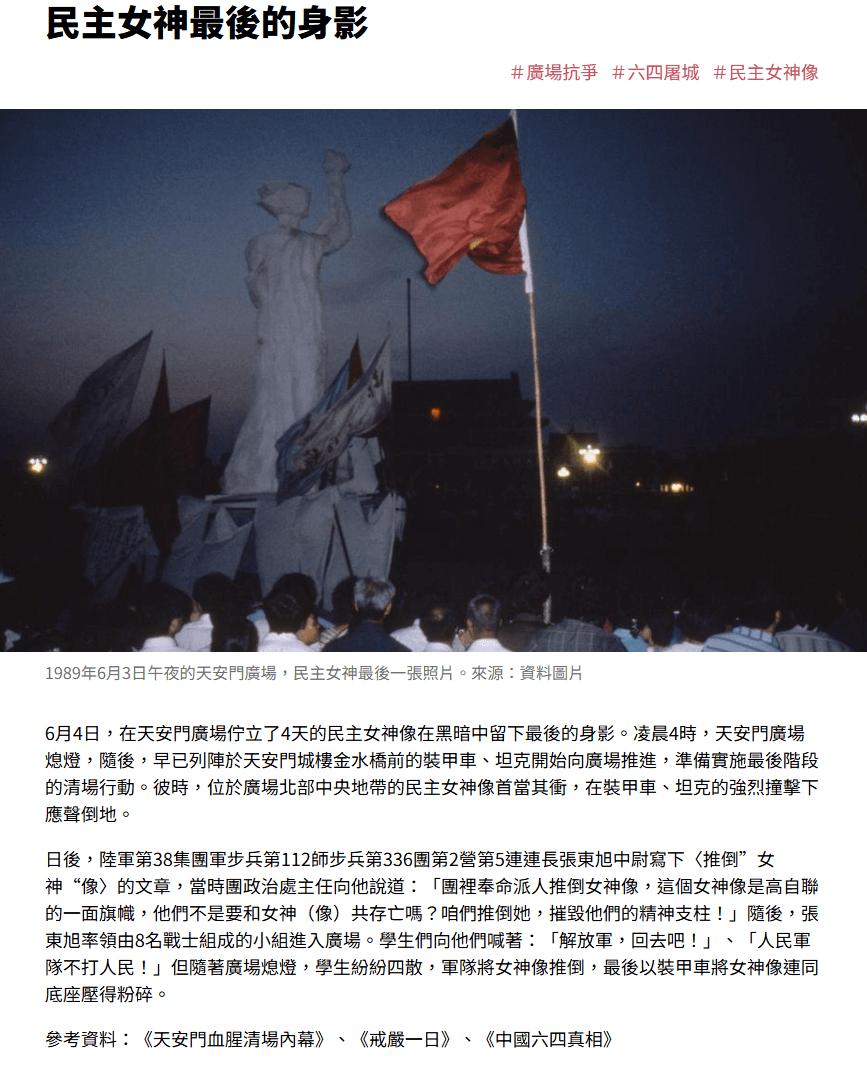 民主女神最後的身影
＃廣場抗爭 ＃六四屠城 ＃民主女神像
1989年6月3日午夜的天安門廣場，民主女神最後一張照片。來源：資料圖片
6月4日，在天安門廣場佇立了4天的民主女神像在黑暗中留下最後的身影。凌晨4時，天安門廣場
熄燈，隨後，早已列陣於天安門城樓金水橋前的裝甲車、坦克開始向廣場推進，準備實施最後階段
的清場行動。彼時，位於廣場北部中央地帶的民主女神像首當其衝，在裝甲車、坦克的強烈撞擊下
應聲倒地。
日後，陸軍第38集團軍步兵第112師步兵第336團第2營第5連連長張東旭中尉寫下〈推倒”女
神“像〉的文章，當時團政治處主任向他說道：「團裡奉命派人推倒女神像，這個女神像是高自聯
的一面旗幟，他們不是要和女神（像）共存亡嗎？咱們推倒她，摧毀他們的精神支柱！」隨後，張
東旭率領由8名戰士組成的小組進入廣場。學生們向他們喊著：「解放軍，回去吧！」、「人民軍
隊不打人民！」但隨著廣場熄燈，學生紛紛四散，軍隊將女神像推倒，最後以裝甲車將女神像連同
底座壓得粉碎。
參考資料：《天安門血腥清場內幕》、《戒嚴一日》、《中國六四真相》